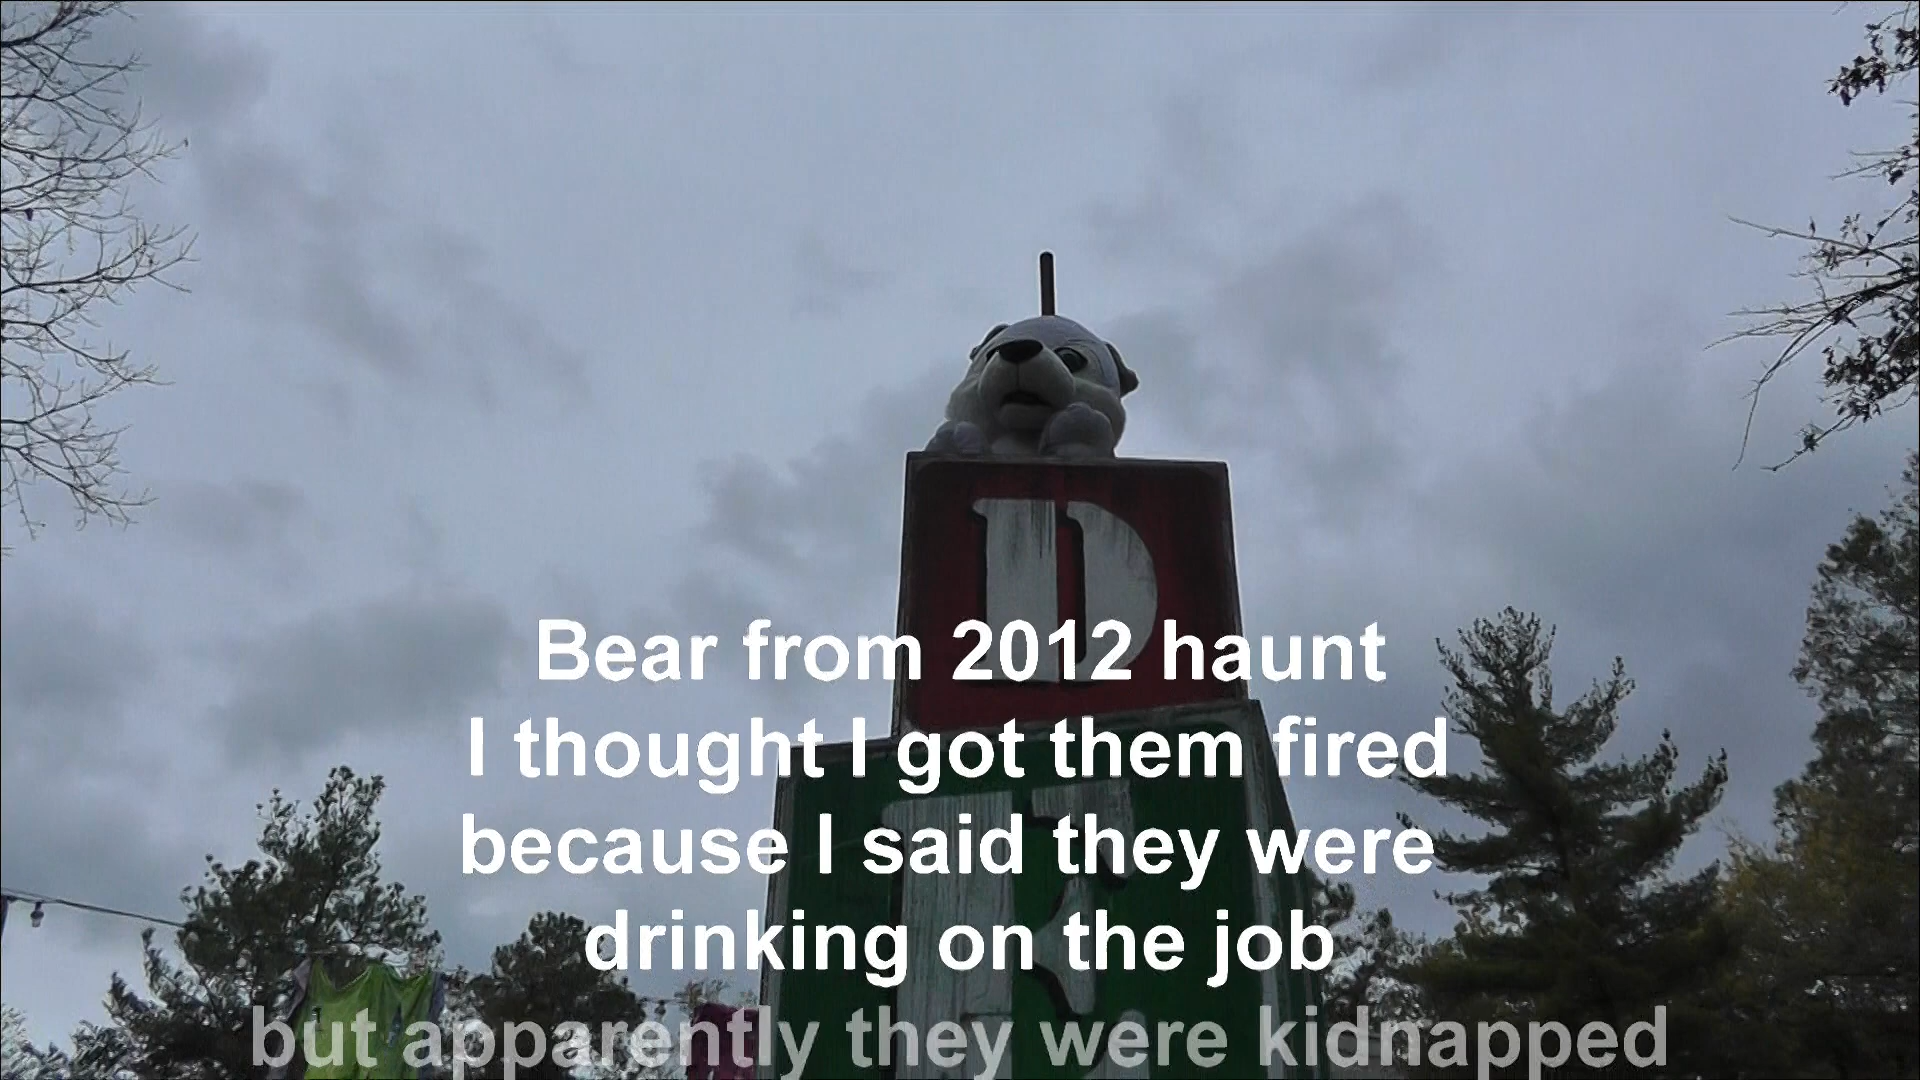 D
E
Bear from 2012 haunt
I thought I got them fired
because I said they were
drinking on the job
but apparently they were kidnapped